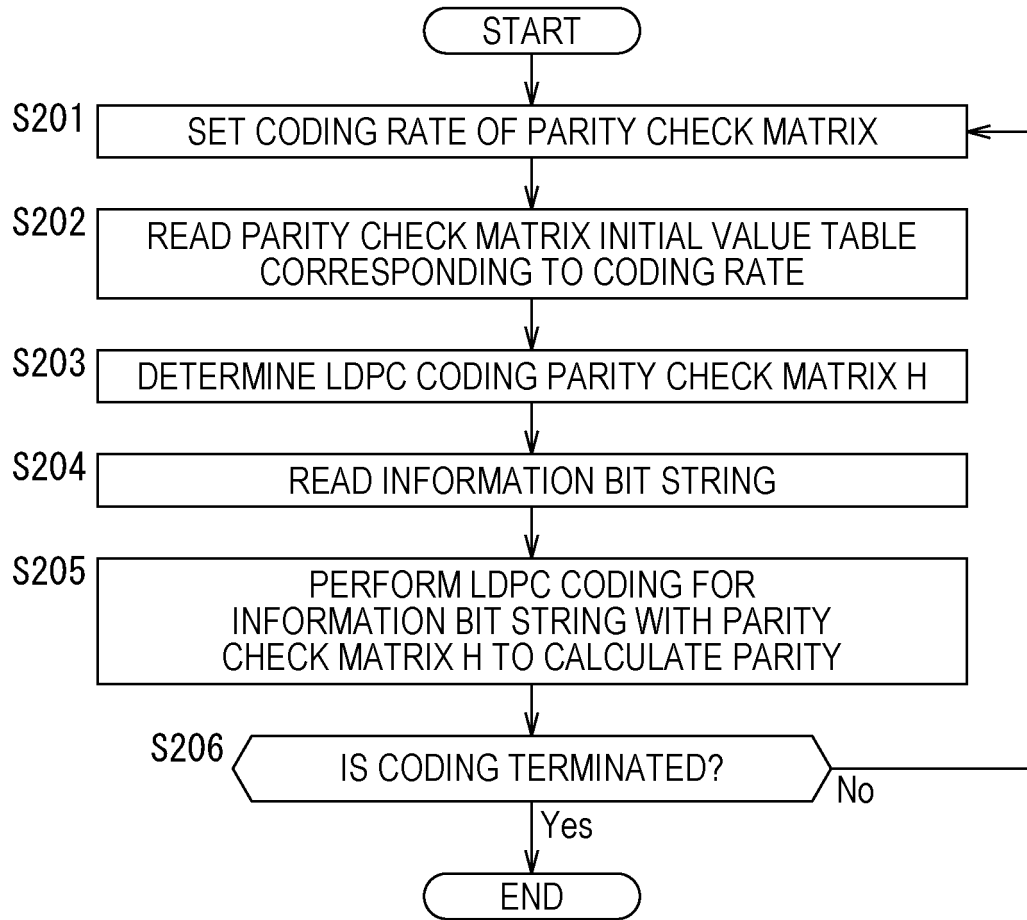 START
S201
SET CODING RATE OF PARITY CHECK MATRIX
S202
READ PARITY CHECK MATRIX INITIAL VALUE TABLE
CORRESPONDING TO CODING RATE
S203
DETERMINE LDPC CODING PARITY CHECK MATRIX H
S204
READ INFORMATION BIT STRING
S205
PERFORM LDPC CODING FOR
INFORMATION BIT STRING WITH PARITY
CHECK MATRIX H TO CALCULATE PARITY
S206
IS CODING TERMINATED?
No
Yes
END